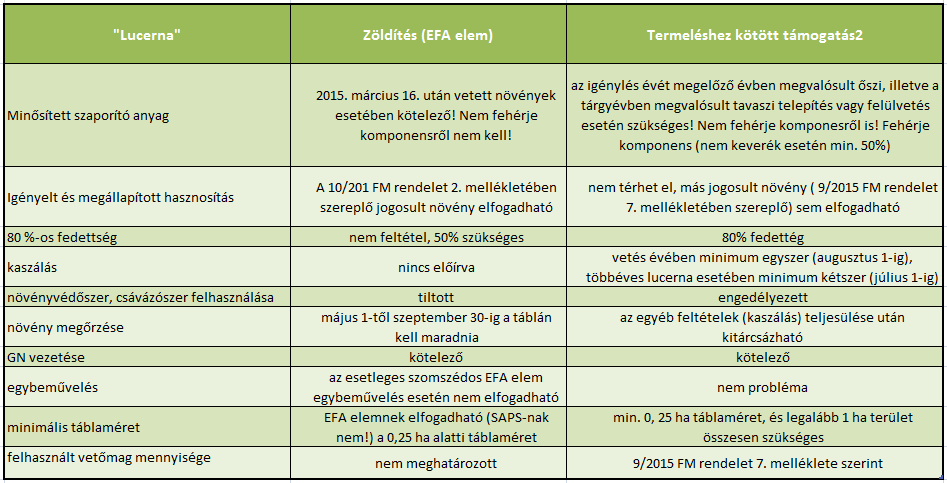 "Lucerna"
Zöldítés (EFA elem)
Termeléshez kötött támogatás2
Minősített szaporító anyag
2015. március 16. után vetett növények
esetében kötelező! Nem fehérje
komponensről nem kell!
az igénylés évét megelőző évben megvalósult őszi, illetve a
tárgyévben megvalósult tavaszi telepítés vagy felülvetés
esetén szükséges! Nem fehérje komponesről is! Fehérje
komponens (nem keverék esetén min. 50%)
Igényelt és megállapított hasznosítás
A 10/201 FM rendelet 2. mellékletében
szereplő jogosult növény elfogadható
nem térhet el, más jogosult növény ( 9/2015 FM rendelet
7. mellékletében szereplő) sem elfogadható
80 %-os fedettség
nem feltétel, 50% szükséges
80% fedettég
kaszálás
nincs előírva
vetés évében minimum egyszer (augusztus 1-ig),
többéves lucerna esetében minimum kétszer (július 1-ig)
növényvédőszer, csávázószer felhasználása
tiltott
engedélyezett
növény megőrzése
május 1-től szeptember 30-ig a táblán
kell maradnia
az egyéb feltételek (kaszálás) teljesülése után
kitárcsázható
GN vezetése
kötelező
kötelező
egybeművelés
az esetleges szomszédos EFA elem
egybeművelés esetén nem elfogadható
nem probléma
minimális táblaméret
EFA elemnek elfogadható (SAPS-nak
nem!) a 0,25 ha alatti táblaméret
min. 0, 25 ha táblaméret, és legalább 1 ha terület
összesen szükséges
felhasznált vetőmag mennyisége
nem meghatározott
9/2015 FM rendelet 7. melléklete szerint